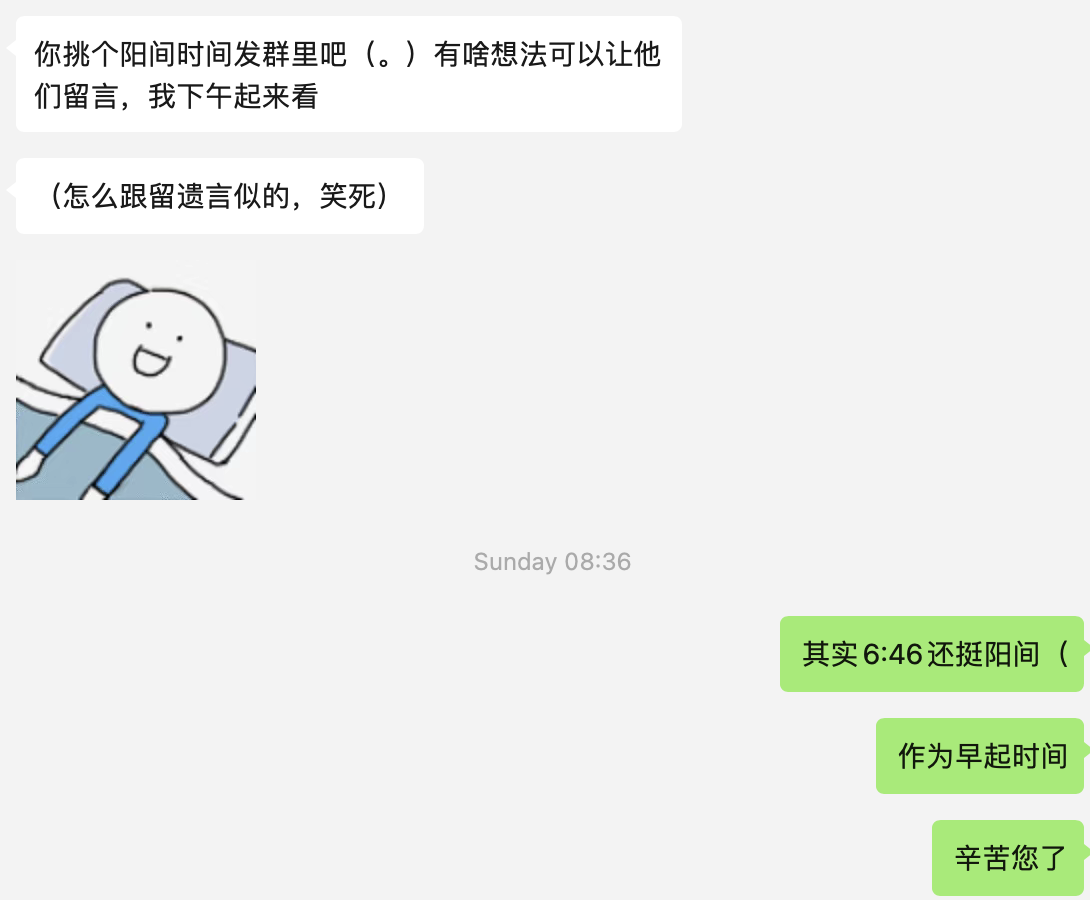 你挑个阳间时间发群里吧（。）有啥想法可以让他
们留言，我下午起来看
（怎么跟留遗言似的，笑死）
Sunday 08:36
其实6:46还挺阳间（
作为早起时间
辛苦您了